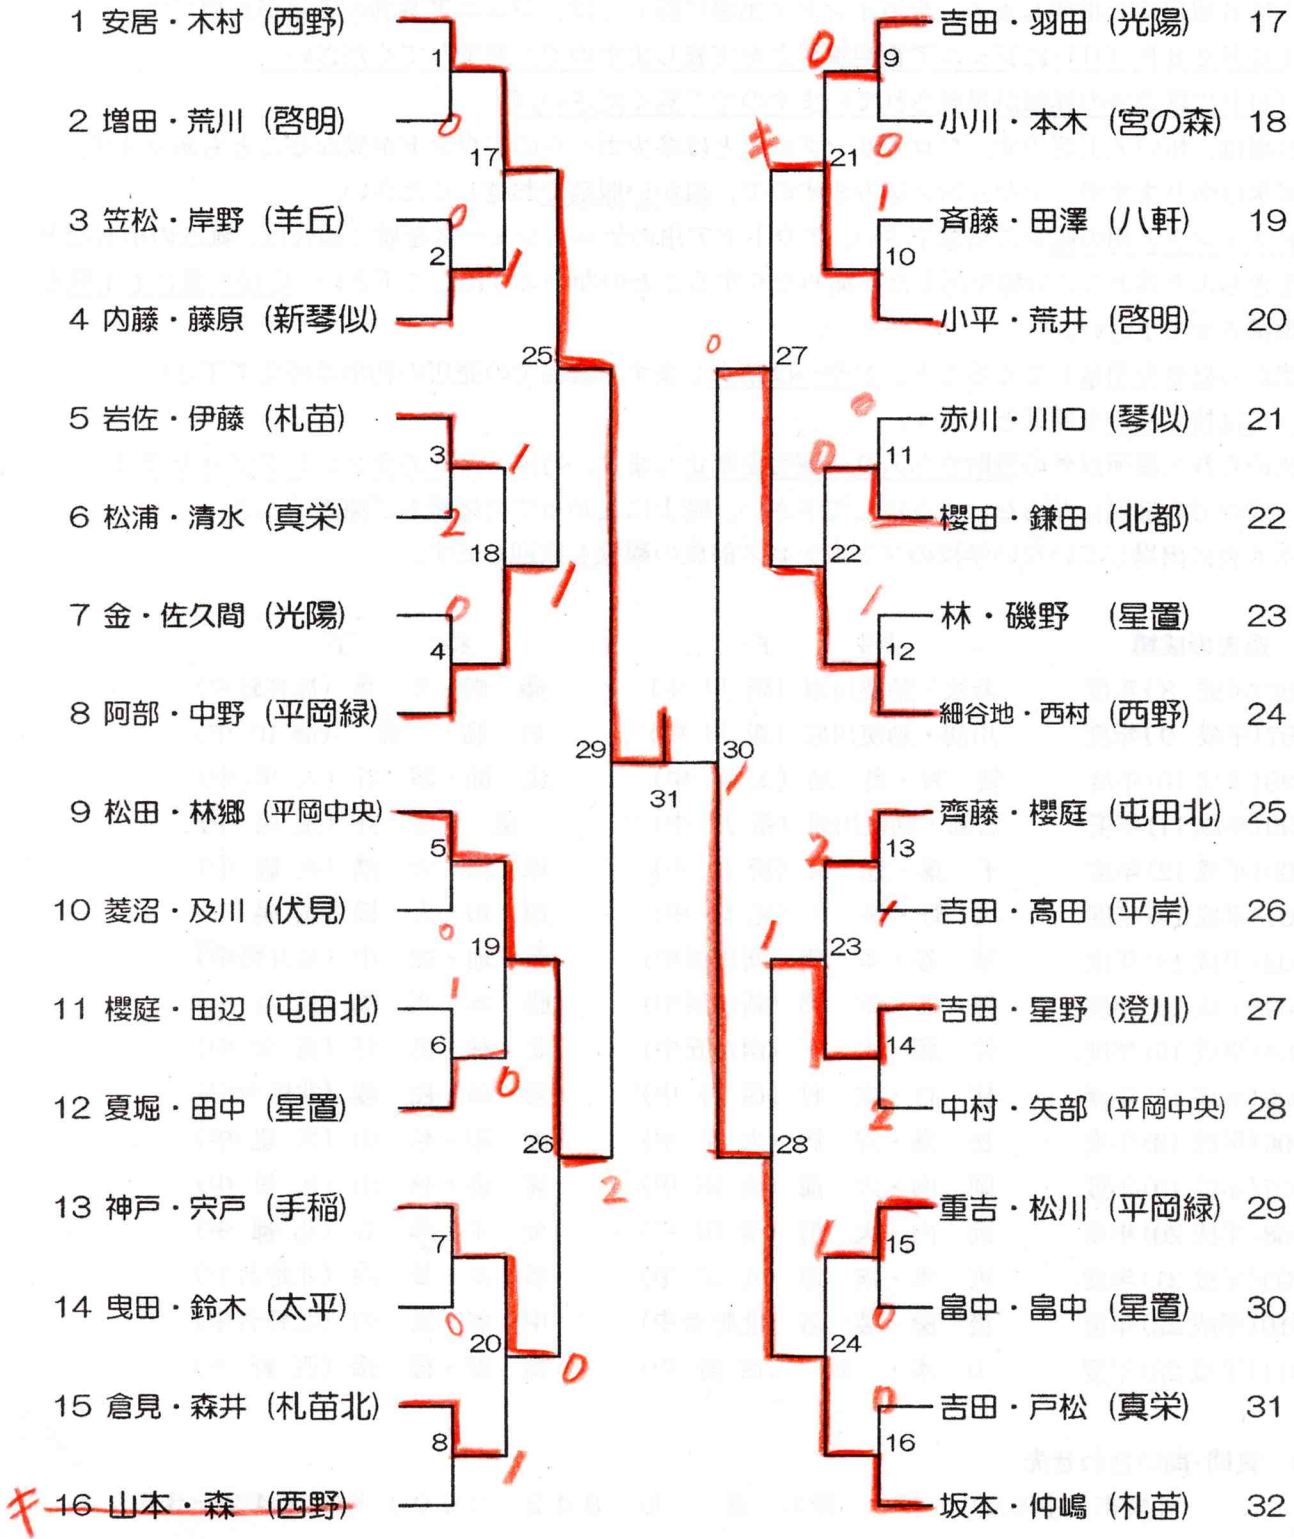 1 安居・木村 (西野)
2 増田・荒川 (啓明)
3 笠松・岸野 (羊丘)
4 内藤・藤原 (新琴似)
5 岩佐・伊藤 (札苗)
6 松浦・清水 (真栄)
7 金・佐久間 (光陽)
8 阿部・中野 (平岡緑)
9 松田・林郷 (平岡中央)
10 菱沼・及川 (伏見)
11 櫻庭・田辺 (屯田北)
12 夏堀・田中 (星置)
13 神戸・宍戸 (手稲)
14 曳田・鈴木 (太平)
15 倉見・森井 (札苗北)
キ 16 山本・森 (西野)
1
0
17
0
2
1
25
3
1
2
18
1
0
4
29
31
5
0
19
1
6
0
26
2
7
0
20
0
8
1
吉田・羽田 (光陽) 17
小川・本木 (宮の森) 18
斉藤・田澤 (八軒) 19
小平・荒井 (啓明) 20
赤川・川口 (琴似) 21
櫻田・鎌田 (北都) 22
林・磯野 (星置) 23
細谷地・西村 (西野) 24
齊藤・櫻庭 (屯田北) 25
吉田・高田 (平岸) 26
吉田・星野 (澄川) 27
中村・矢部 (平岡中央) 28
重吉・松川 (平岡緑) 29
畠中・畠中 (星置) 30
吉田・戸松 (真栄) 31
坂本・仲嶋 (札苗) 32
0
9
キ
21
0
1
10
0
27
0
11
22
1
12
30
1
2
13
1
1
23
14
2
28
1
15
0
24
0
16